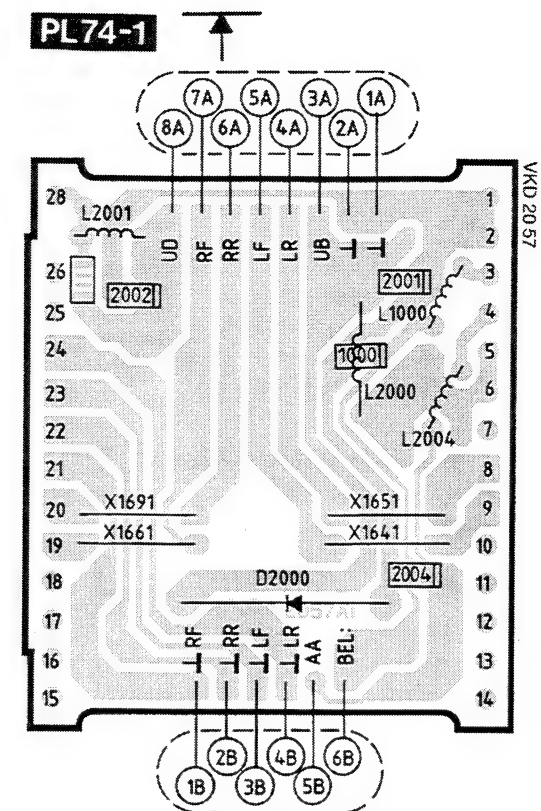 PL74-1
7A 5A 3A 1A
8A 6A 4A 2A
VKD 20 57
28 1
L2001 2
UD RF RR LF LR UB
26 2002 2001 3
25 L1000 4
24 1000 5
L2000 6
23 L2004 7
22
21 8
20 X1691 X1651 9
19 X1661 X1641 10
18 D2000 2004 11
17 12
RF RR LF LR AA BEL.
16 13
15 14
2B 4B 6B
1B 3B 5B